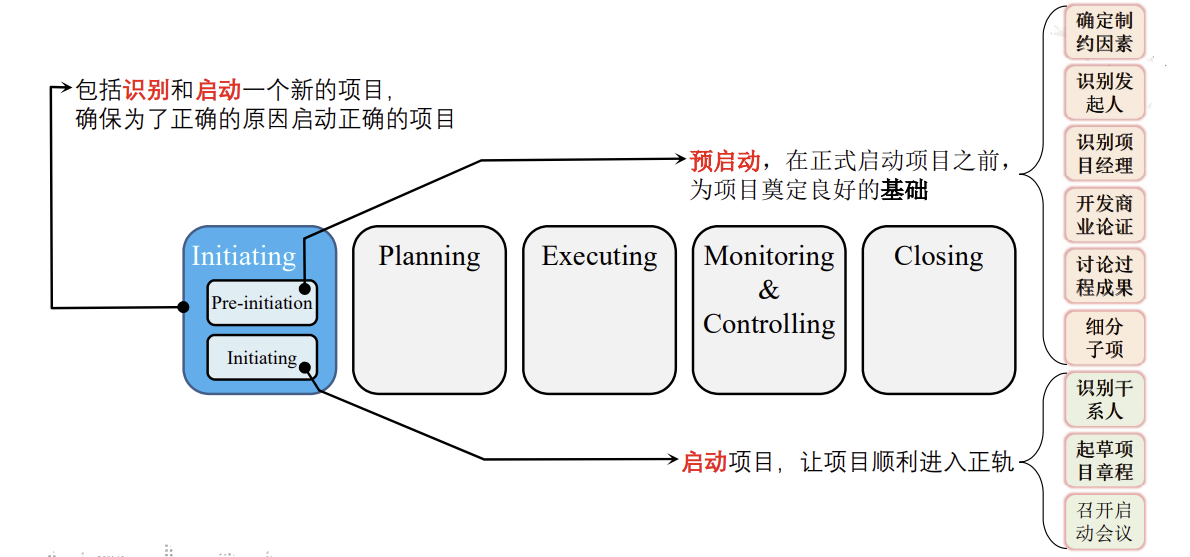 包括识别和启动一个新的项目，
确保为了正确的原因启动正确的项目
预启动，在正式启动项目之前，
为项目奠定良好的基础
Initiating
Pre-initiation
Initiating
Planning
Executing
Monitoring
&
Controlling
Closing
启动项目，让项目顺利进入正轨
确定制
约因素
识别发
起人
识别项
目经理
开发商
业论证
讨论过
程成果
细分
子项
识别干
系人
起草项
目章程
召开启
动会议